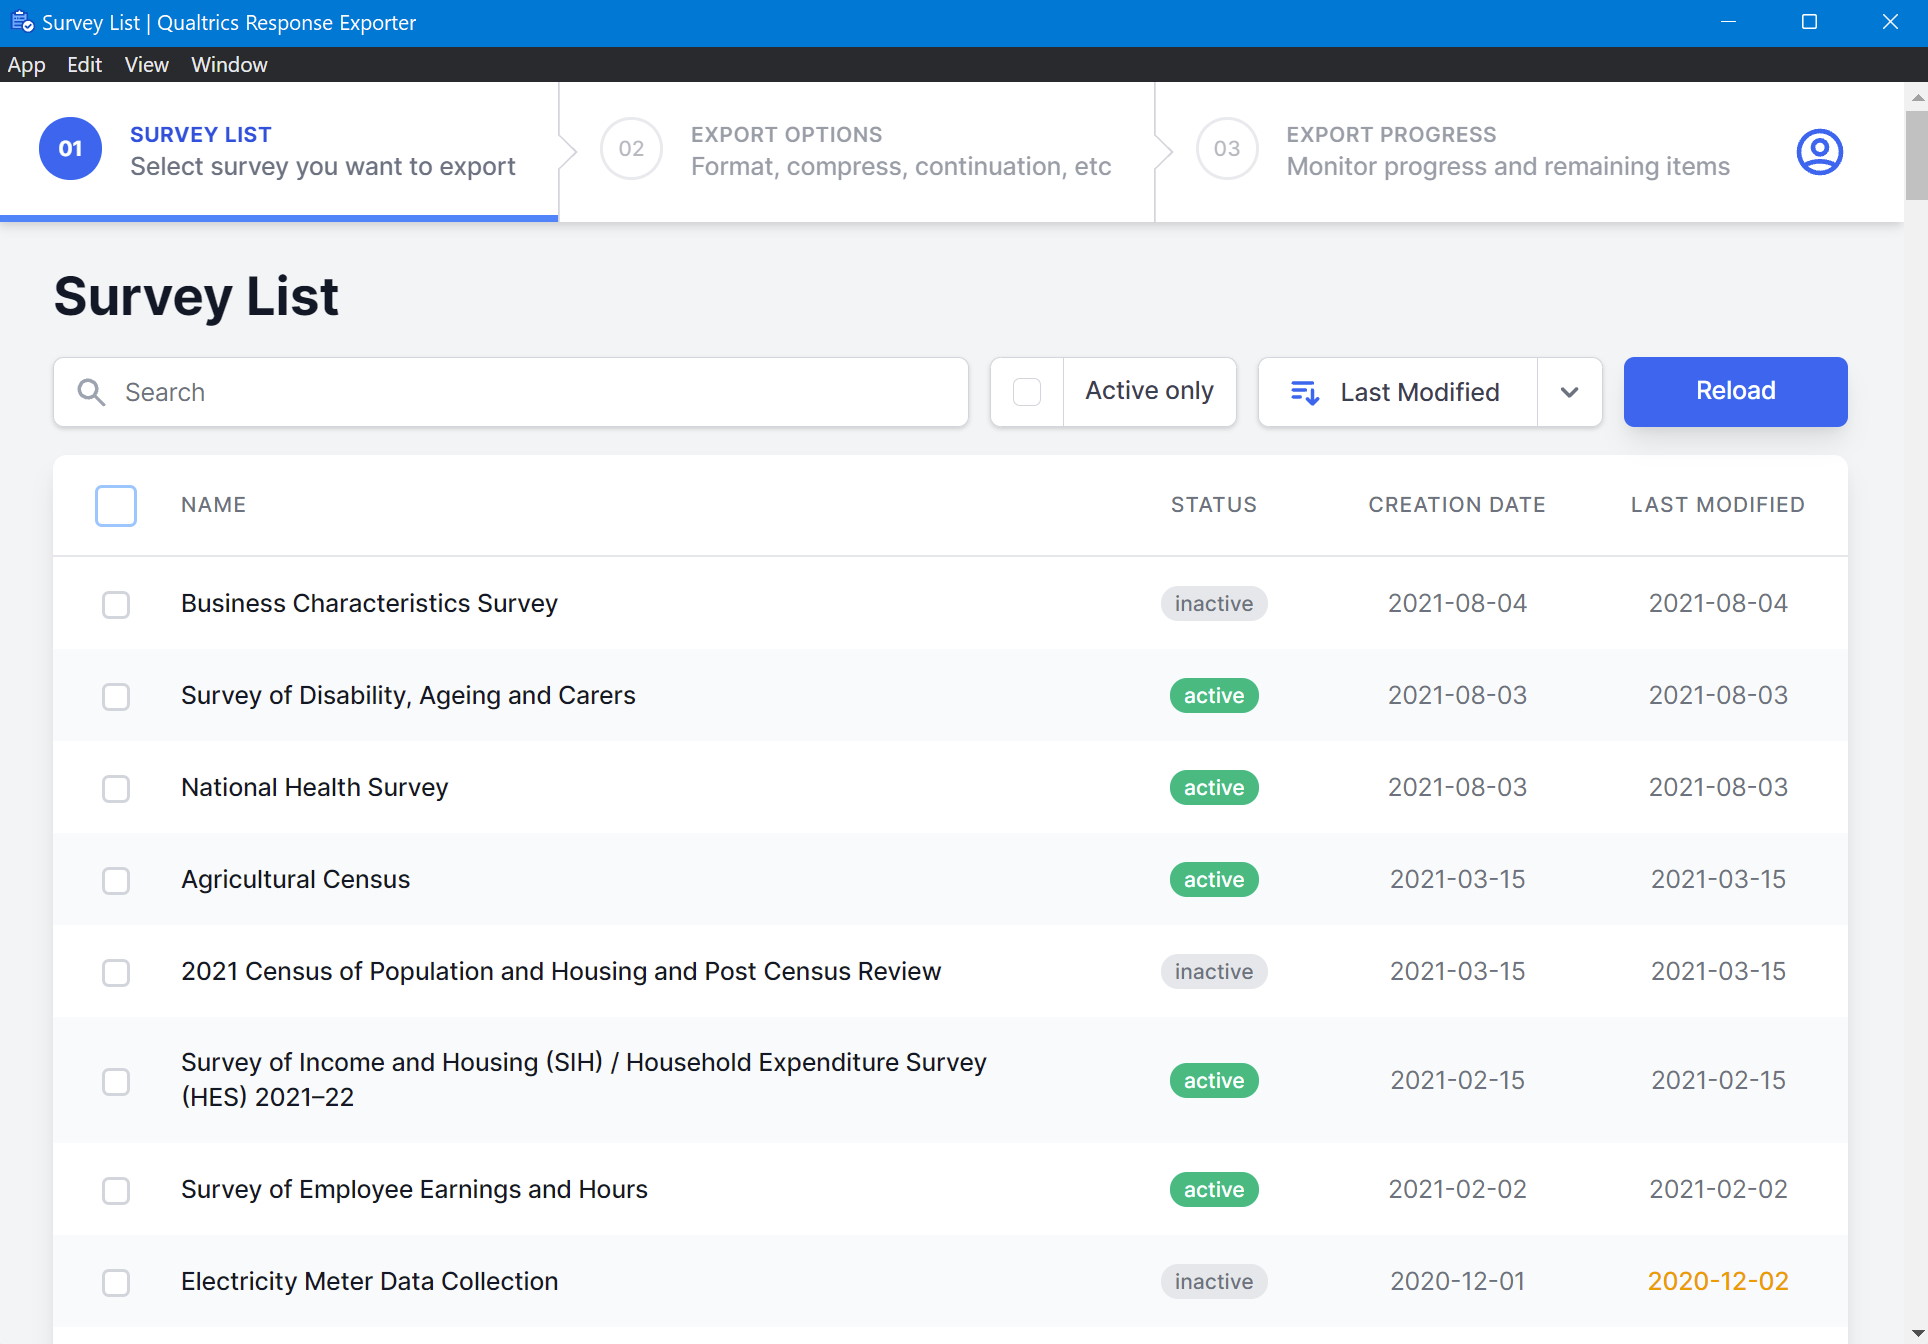 Survey List | Qualtrics Response Exporter
App Edit View Window
01
SURVEY LIST
Select survey you want to export
02
EXPORT OPTIONS
Format, compress, continuation, etc
03
EXPORT PROGRESS
Monitor progress and remaining items
Survey List
Search
Active only
Last Modified
Reload
NAME STATUS CREATION DATE LAST MODIFIED
Business Characteristics Survey inactive 2021-08-04 2021-08-04
Survey of Disability, Ageing and Carers active 2021-08-03 2021-08-03
National Health Survey active 2021-08-03 2021-08-03
Agricultural Census active 2021-03-15 2021-03-15
2021 Census of Population and Housing and Post Census Review inactive 2021-03-15 2021-03-15
Survey of Income and Housing (SIH) / Household Expenditure Survey
(HES) 2021–22 active 2021-02-15 2021-02-15
Survey of Employee Earnings and Hours active 2021-02-02 2021-02-02
Electricity Meter Data Collection inactive 2020-12-01 2020-12-02